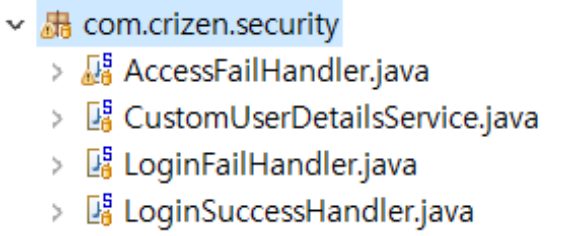 com.crizen.security
AccessFailHandler.java
CustomUserDetailsService.java
LoginFailHandler.java
LoginSuccessHandler.java